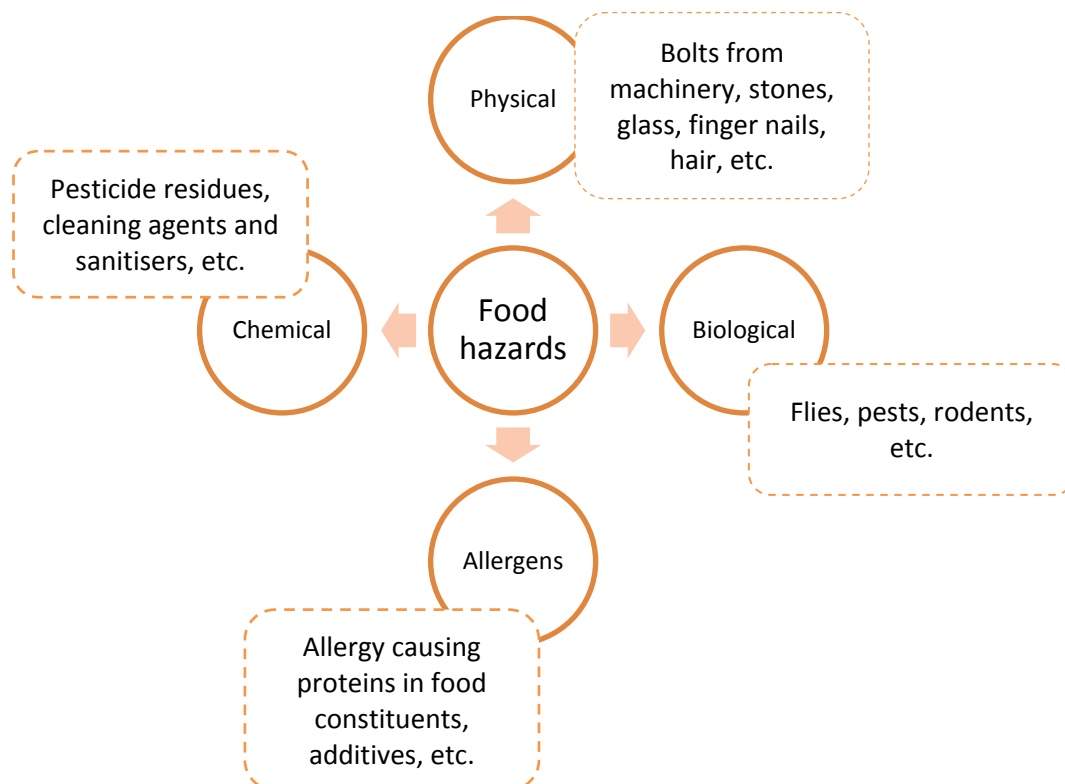 Physical
Bolts from
machinery, stones,
glass, finger nails,
hair, etc.
Pesticide residues,
cleaning agents and
sanitisers, etc.
Chemical
Food
hazards
Biological
Flies, pests, rodents,
etc.
Allergens
Allergy causing
proteins in food
constituents,
additives, etc.